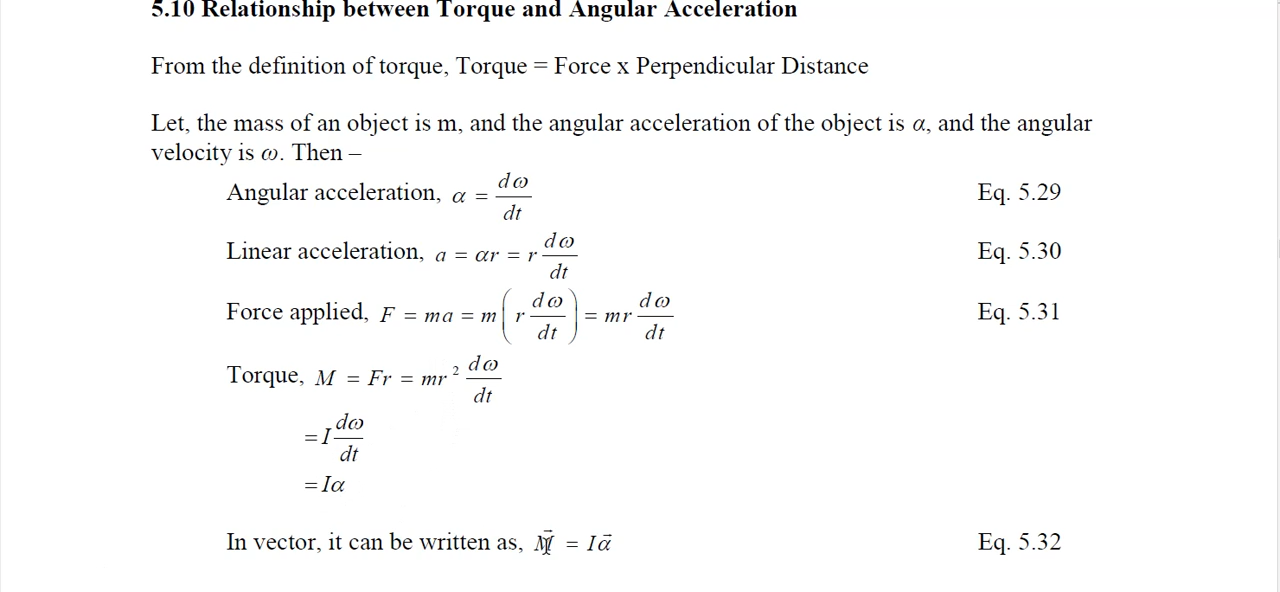 5.10 Relationship between Torque and Angular Acceleration
From the definition of torque, Torque = Force x Perpendicular Distance
Let, the mass of an object is m, and the angular acceleration of the object is α, and the angular
velocity is ω. Then –
Angular acceleration, α = dω/dt Eq. 5.29
Linear acceleration, a = αr = r dω/dt Eq. 5.30
Force applied, F = ma = m(r dω/dt) = mr dω/dt Eq. 5.31
Torque, M = Fr = mr² dω/dt
= I dω/dt
= Iα
In vector, it can be written as, M⃗ = Iα⃗ Eq. 5.32